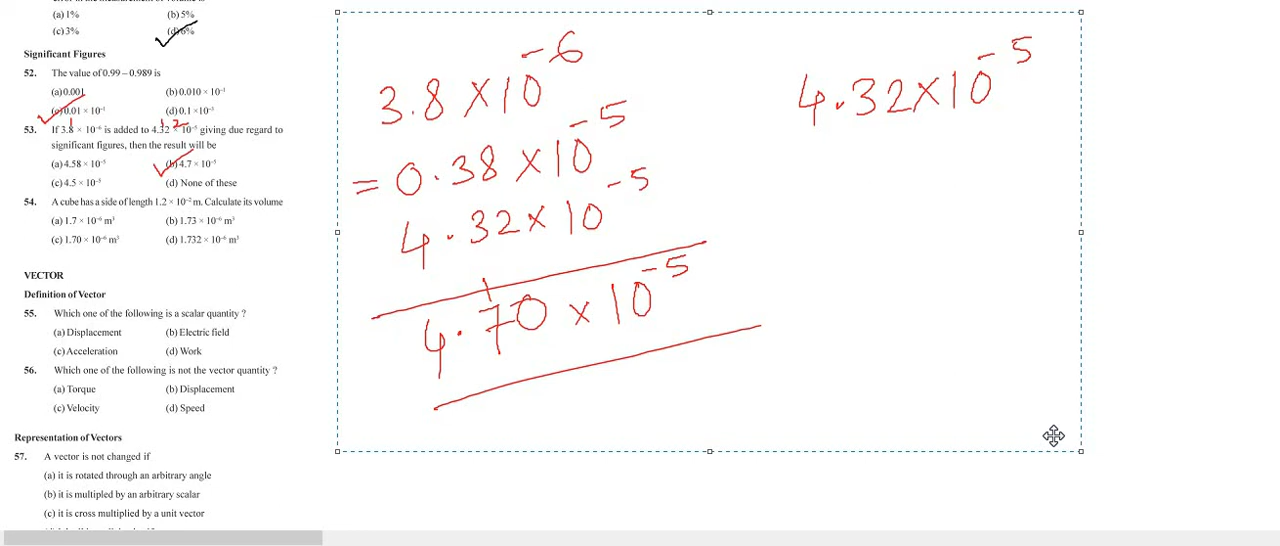 (a) 1% (b) 5%
(c) 3% (d) 6%
Significant Figures
52. The value of 0.99 – 0.989 is
(a) 0.001 (b) 0.010 × 10⁻¹
(c) 0.01 × 10⁻¹ (d) 0.1 ×10⁻³
53. If 3.8 × 10⁻⁶ is added to 4.32 × 10⁻⁵ giving due regard to
significant figures, then the result will be
(a) 4.58 × 10⁻⁵ (b) 4.7 × 10⁻⁵
(c) 4.5 × 10⁻⁵ (d) None of these
54. A cube has a side of length 1.2 × 10⁻² m. Calculate its volume
(a) 1.7 × 10⁻⁶ m³ (b) 1.73 × 10⁻⁶ m³
(c) 1.70 × 10⁻⁶ m³ (d) 1.732 × 10⁻⁶ m³
VECTOR
Definition of Vector
55. Which one of the following is a scalar quantity ?
(a) Displacement (b) Electric field
(c) Acceleration (d) Work
56. Which one of the following is not the vector quantity ?
(a) Torque (b) Displacement
(c) Velocity (d) Speed
Representation of Vectors
57. A vector is not changed if
(a) it is rotated through an arbitrary angle
(b) it is multipled by an arbitrary scalar
(c) it is cross multiplied by a unit vector
3.8 × 10⁻⁶
= 0.38 × 10⁻⁵
4.32 × 10⁻⁵
4.70 × 10⁻⁵
4.32 × 10⁻⁵